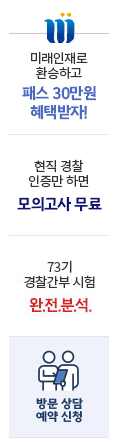 미래인재로
환승하고
패스 30만원
혜택받자!
현직 경찰
인증만 하면
모의고사 무료
73기
경찰간부 시험
완.전.분.석.
방문 상담
예약 신청